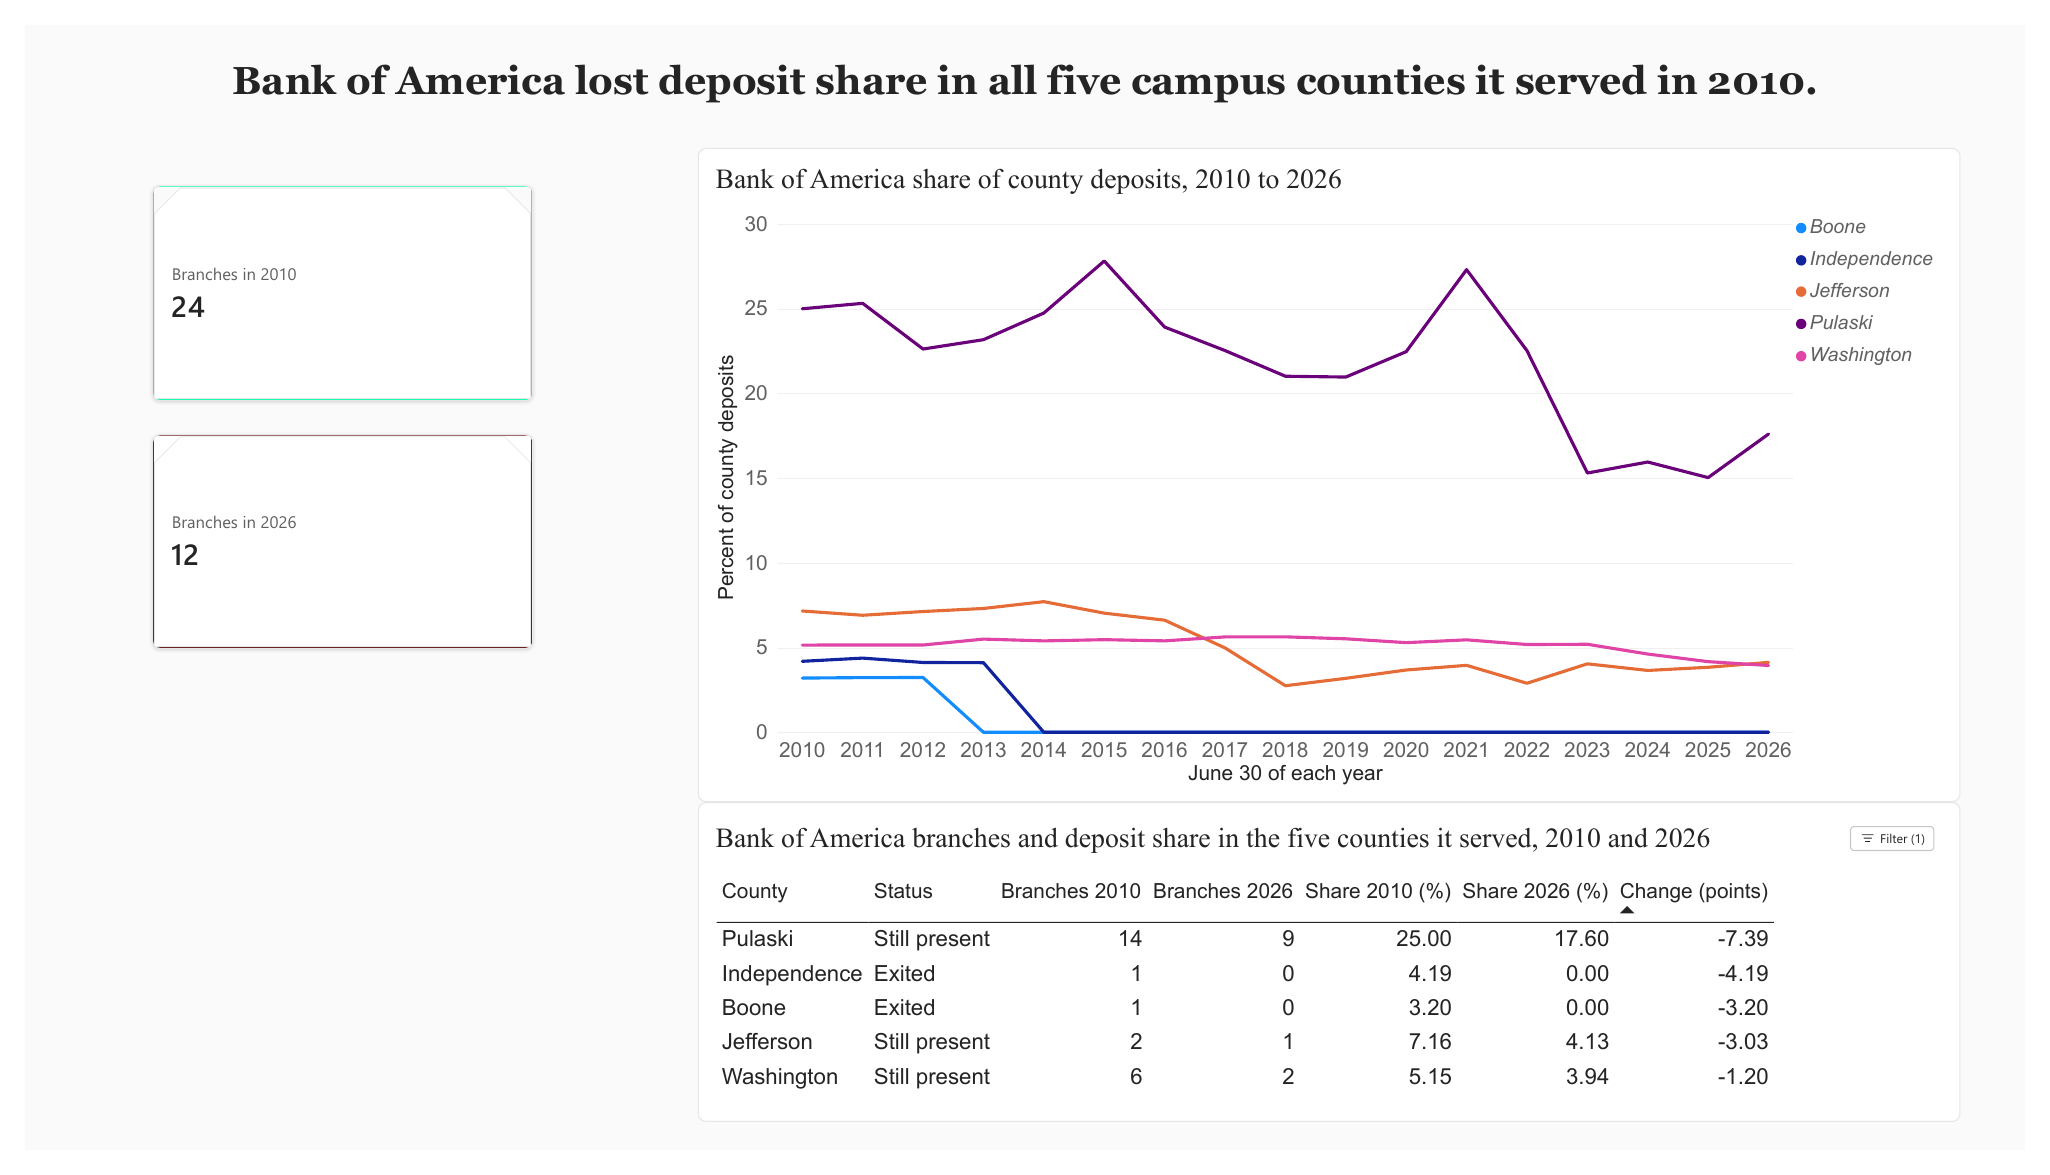 Bank of America lost deposit share in all five campus counties it served in 2010.
Branches in 2010
24
Branches in 2026
12
Bank of America share of county deposits, 2010 to 2026
Percent of county deposits
30
25
20
15
10
5
0
2010 2011 2012 2013 2014 2015 2016 2017 2018 2019 2020 2021 2022 2023 2024 2025 2026
June 30 of each year
Boone
Independence
Jefferson
Pulaski
Washington
Bank of America branches and deposit share in the five counties it served, 2010 and 2026
Filter (1)
County Status Branches 2010 Branches 2026 Share 2010 (%) Share 2026 (%) Change (points)
Pulaski Still present 14 9 25.00 17.60 -7.39
Independence Exited 1 0 4.19 0.00 -4.19
Boone Exited 1 0 3.20 0.00 -3.20
Jefferson Still present 2 1 7.16 4.13 -3.03
Washington Still present 6 2 5.15 3.94 -1.20